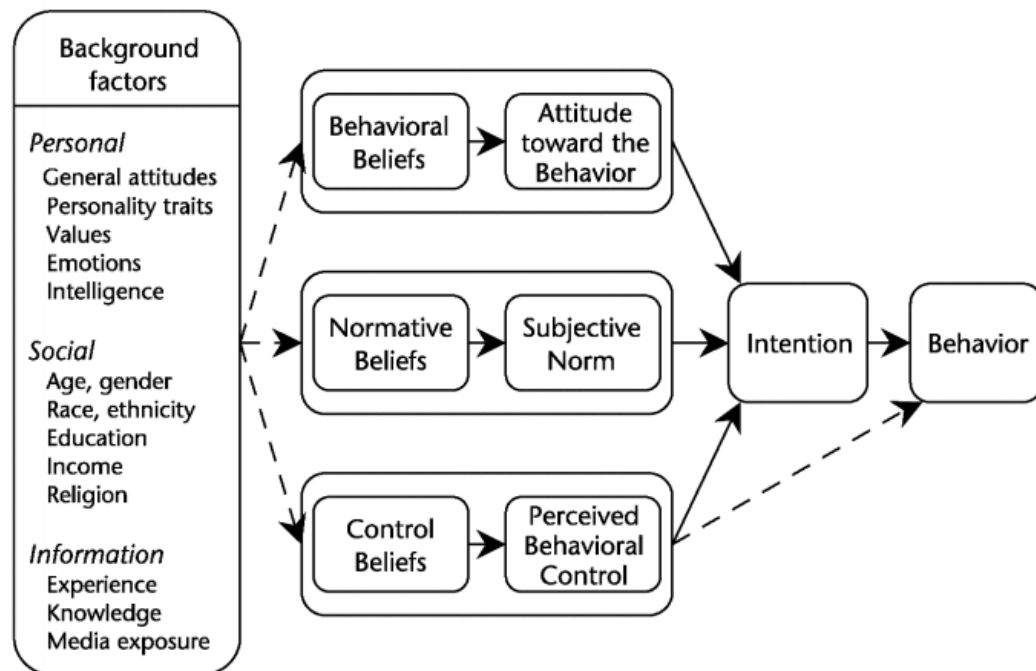 Background
factors
Personal
General attitudes
Personality traits
Values
Emotions
Intelligence
Social
Age, gender
Race, ethnicity
Education
Income
Religion
Information
Experience
Knowledge
Media exposure
Behavioral
Beliefs
Attitude
toward the
Behavior
Normative
Beliefs
Subjective
Norm
Control
Beliefs
Perceived
Behavioral
Control
Intention
Behavior